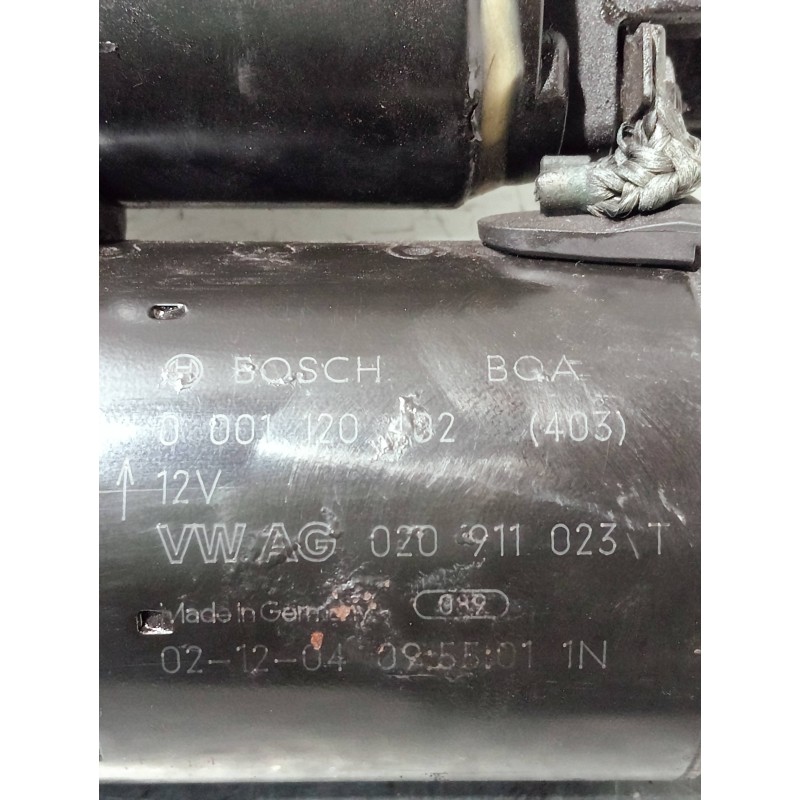 BOSCH BQA
0 001 120 402 (403)
12V
VW AG 020 911 023 T
Made in Germany 089
02-12-04 09:55:01 1N